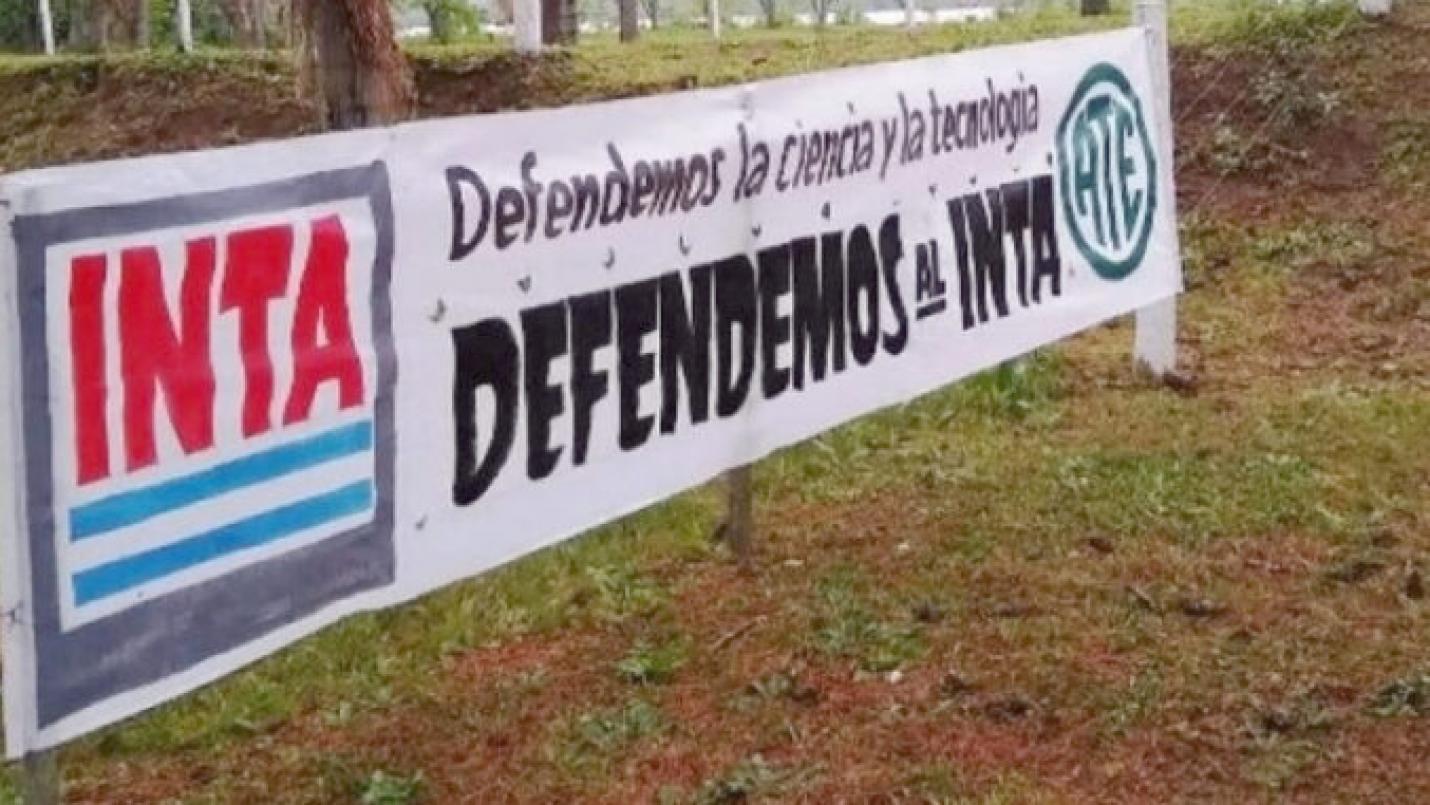 INTA
Defendemos la ciencia y la tecnologia
DEFENDEMOS AL INTA
ATE